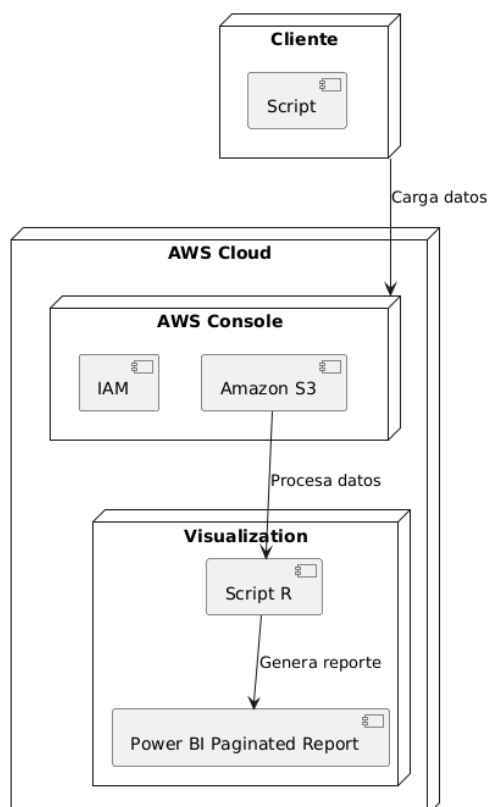 Cliente
Script
Carga datos
AWS Cloud
AWS Console
IAM
Amazon S3
Procesa datos
Visualization
Script R
Genera reporte
Power BI Paginated Report